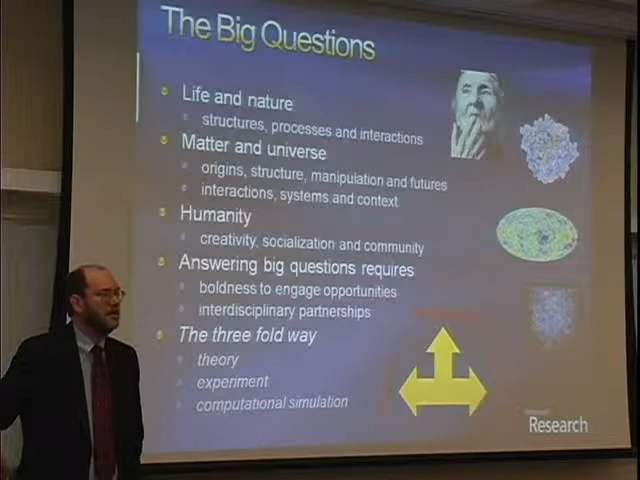 The Big Questions
Life and nature
structures, processes and interactions
Matter and universe
origins, structure, manipulation and futures
interactions, systems and context
Humanity
creativity, socialization and community
Answering big questions requires
boldness to engage opportunities
interdisciplinary partnerships
The three fold way
theory
experiment
computational simulation
Research